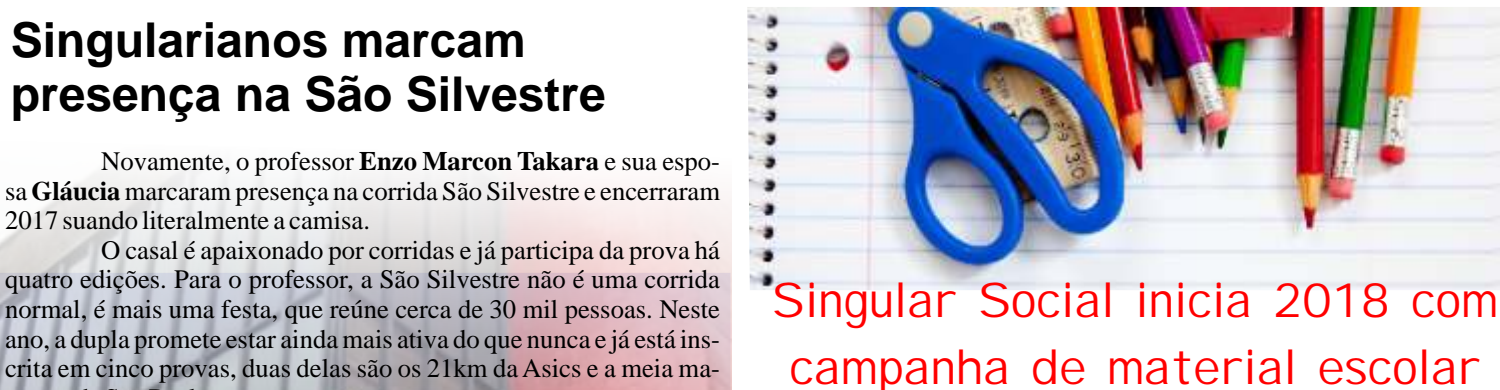 Singularianos marcam
presença na São Silvestre
Novamente, o professor Enzo Marcon Takara e sua espo-
sa Gláucia marcaram presença na corrida São Silvestre e encerraram
2017 suando literalmente a camisa.
O casal é apaixonado por corridas e já participa da prova há
quatro edições. Para o professor, a São Silvestre não é uma corrida
normal, é mais uma festa, que reúne cerca de 30 mil pessoas. Neste
ano, a dupla promete estar ainda mais ativa do que nunca e já está ins-
crita em cinco provas, duas delas são os 21km da Asics e a meia ma-
Singular Social inicia 2018 com
campanha de material escolar